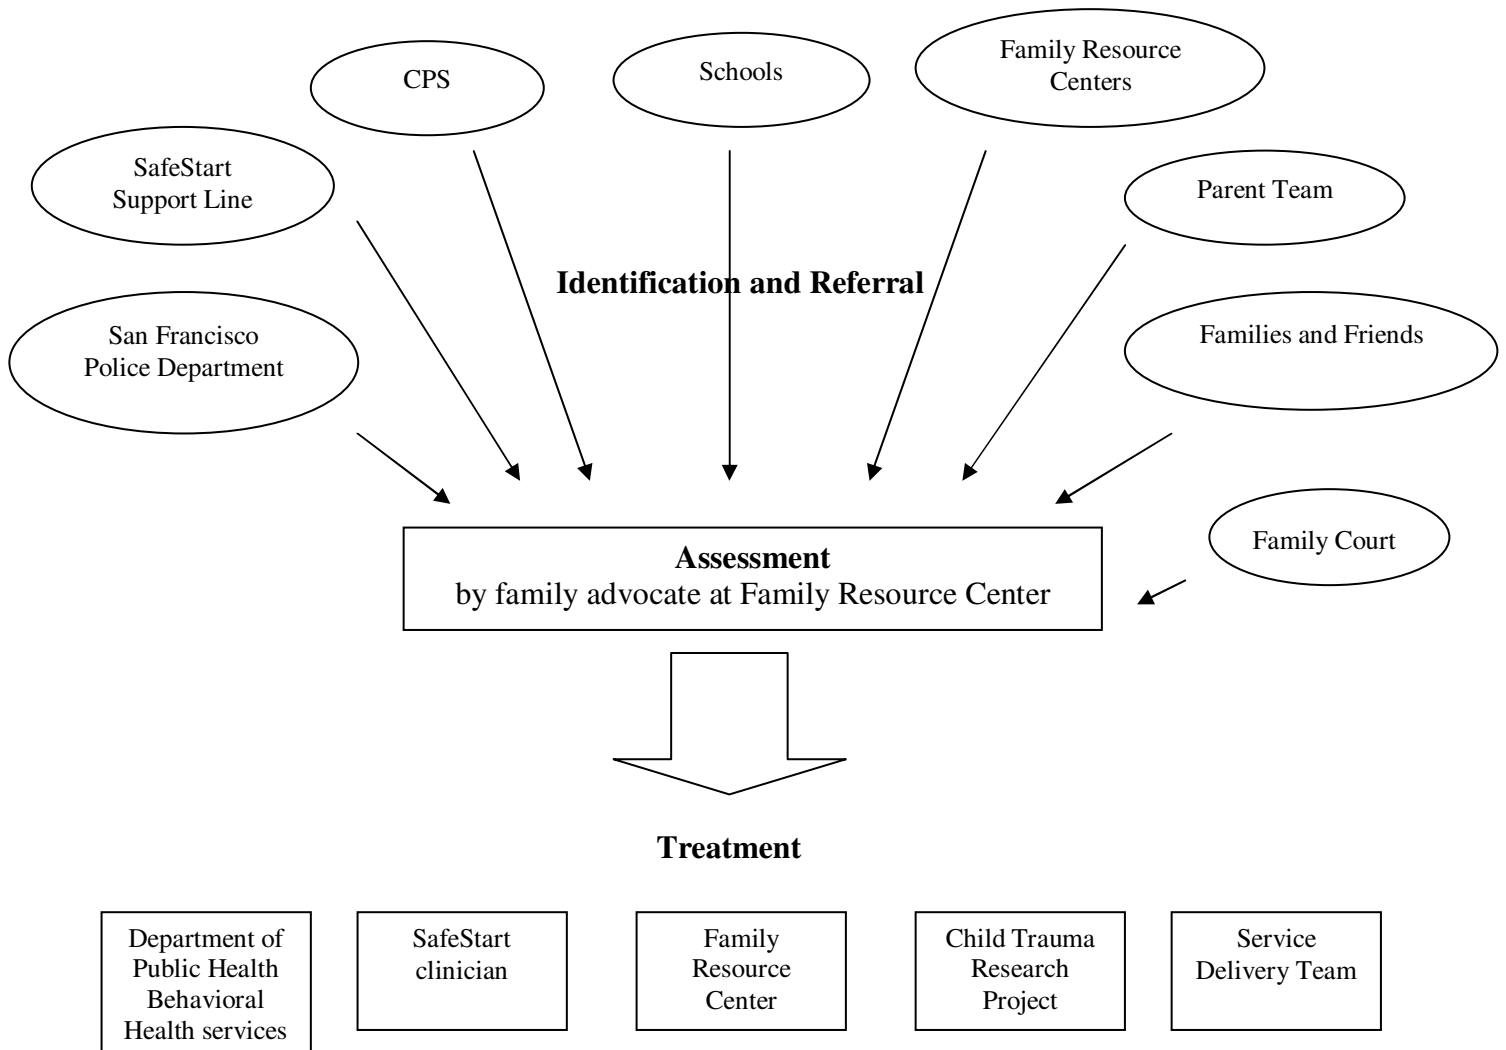 CPS
Schools
Family Resource
Centers
SafeStart
Support Line
Parent Team
Identification and Referral
San Francisco
Police Department
Families and Friends
Family Court
Assessment
by family advocate at Family Resource Center
Treatment
Department of
Public Health
Behavioral
Health services
SafeStart
clinician
Family
Resource
Center
Child Trauma
Research
Project
Service
Delivery Team